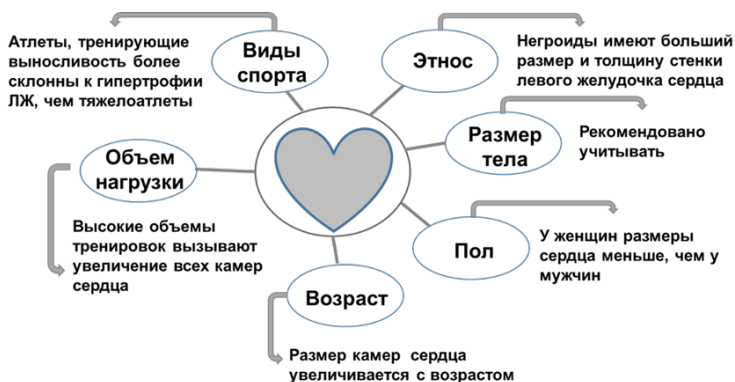 Атлеты, тренирующие
выносливость более
склонны к гипертрофии
ЛЖ, чем тяжелоатлеты
Виды
спорта
Этнос
Негроиды имеют больший
размер и толщину стенки
левого желудочка сердца
Размер
тела
Рекомендовано
учитывать
Объем
нагрузки
Высокие объемы
тренировок вызывают
увеличение всех камер
сердца
Пол
У женщин размеры
сердца меньше, чем у
мужчин
Возраст
Размер камер сердца
увеличивается с возрастом